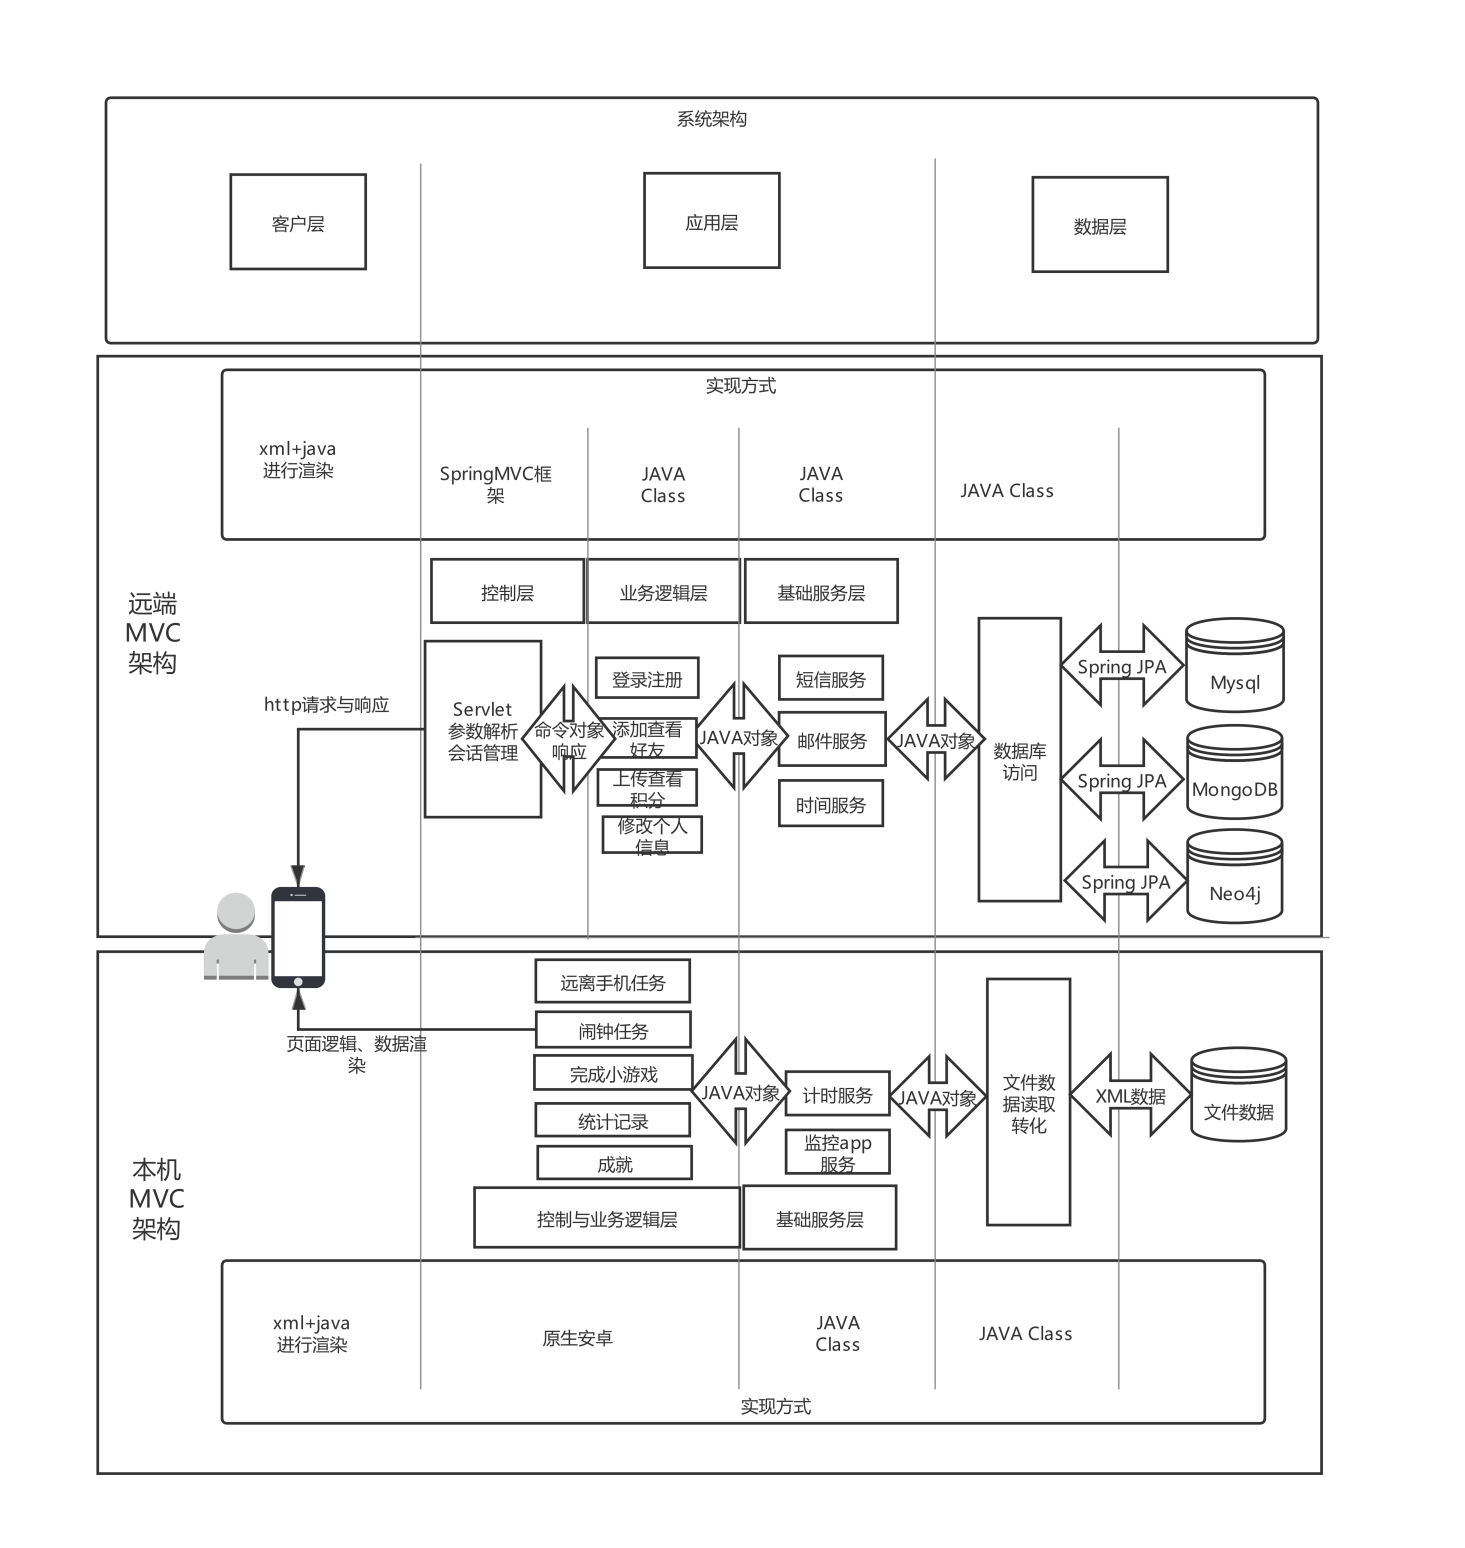 系统架构
客户层
应用层
数据层
实现方式
xml+java
进行渲染
SpringMVC框
架
JAVA
Class
JAVA
Class
JAVA Class
远端
MVC
架构
控制层
业务逻辑层
基础服务层
http请求与响应
Servlet
参数解析
会话管理
命令对象
响应
登录注册
添加查看
好友
上传查看
积分
修改个人
信息
JAVA对象
短信服务
邮件服务
时间服务
JAVA对象
数据库
访问
Spring JPA
Spring JPA
Spring JPA
Mysql
MongoDB
Neo4j
本机
MVC
架构
页面逻辑、数据渲
染
远离手机任务
闹钟任务
完成小游戏
统计记录
成就
JAVA对象
计时服务
监控app
服务
JAVA对象
文件数
据读取
转化
XML数据
文件数据
控制与业务逻辑层
基础服务层
xml+java
进行渲染
原生安卓
JAVA
Class
JAVA Class
实现方式